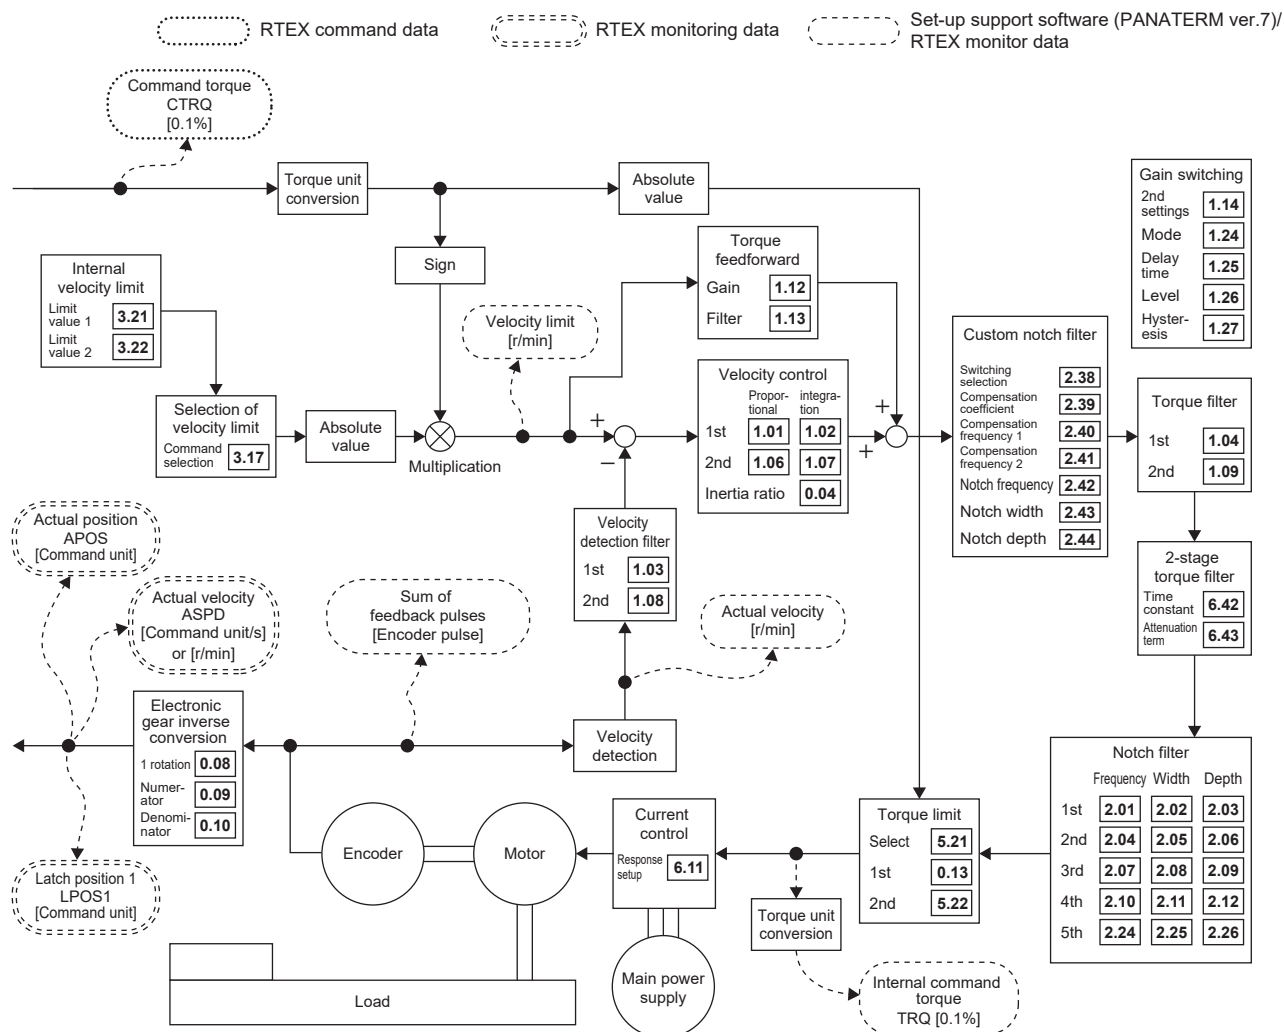 RTEX command data
RTEX monitoring data
Set-up support software (PANATERM ver.7)/
RTEX monitor data
Command torque
CTRQ
[0.1%]
Torque unit
conversion
Absolute
value
Gain switching
2nd
settings
1.14
Mode
1.24
Delay
time
1.25
Level
1.26
Hyster-
esis
1.27
Sign
Torque
feedforward
Gain
1.12
Filter
1.13
Internal
velocity limit
Limit
value 1
3.21
Limit
value 2
3.22
Velocity limit
[r/min]
Selection of
velocity limit
Command
selection
3.17
Absolute
value
Multiplication
+
−
Velocity control
Propor-
tional
integra-
tion
1st 1.01 1.02
2nd 1.06 1.07
Inertia ratio 0.04
+
+
Custom notch filter
Switching
selection
2.38
Compensation
coefficient
2.39
Compensation
frequency 1
2.40
Compensation
frequency 2
2.41
Notch frequency 2.42
Notch width 2.43
Notch depth 2.44
Torque filter
1st 1.04
2nd 1.09
Actual position
APOS
[Command unit]
Actual velocity
ASPD
[Command unit/s]
or [r/min]
Sum of
feedback pulses
[Encoder pulse]
Velocity
detection filter
1st 1.03
2nd 1.08
Actual velocity
[r/min]
2-stage
torque filter
Time
constant
6.42
Attenuation
term
6.43
Electronic
gear inverse
conversion
1 rotation 0.08
Numer-
ator
0.09
Denomi-
nator
0.10
Velocity
detection
Notch filter
Frequency Width Depth
1st 2.01 2.02 2.03
2nd 2.04 2.05 2.06
3rd 2.07 2.08 2.09
4th 2.10 2.11 2.12
5th 2.24 2.25 2.26
Torque limit
Select 5.21
1st 0.13
2nd 5.22
Current
control
Response
setup
6.11
Encoder
Motor
Latch position 1
LPOS1
[Command unit]
Torque unit
conversion
Main power
supply
Load
Internal command
torque
TRQ [0.1%]